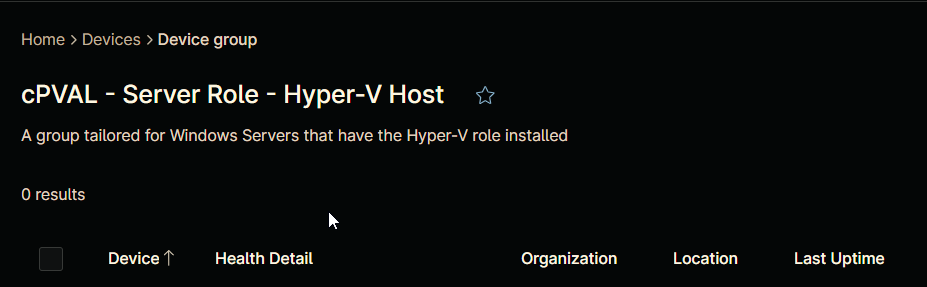 Home > Devices > Device group
cPVAL - Server Role - Hyper-V Host
A group tailored for Windows Servers that have the Hyper-V role installed
0 results
Device↑ Health Detail Organization Location Last Uptime